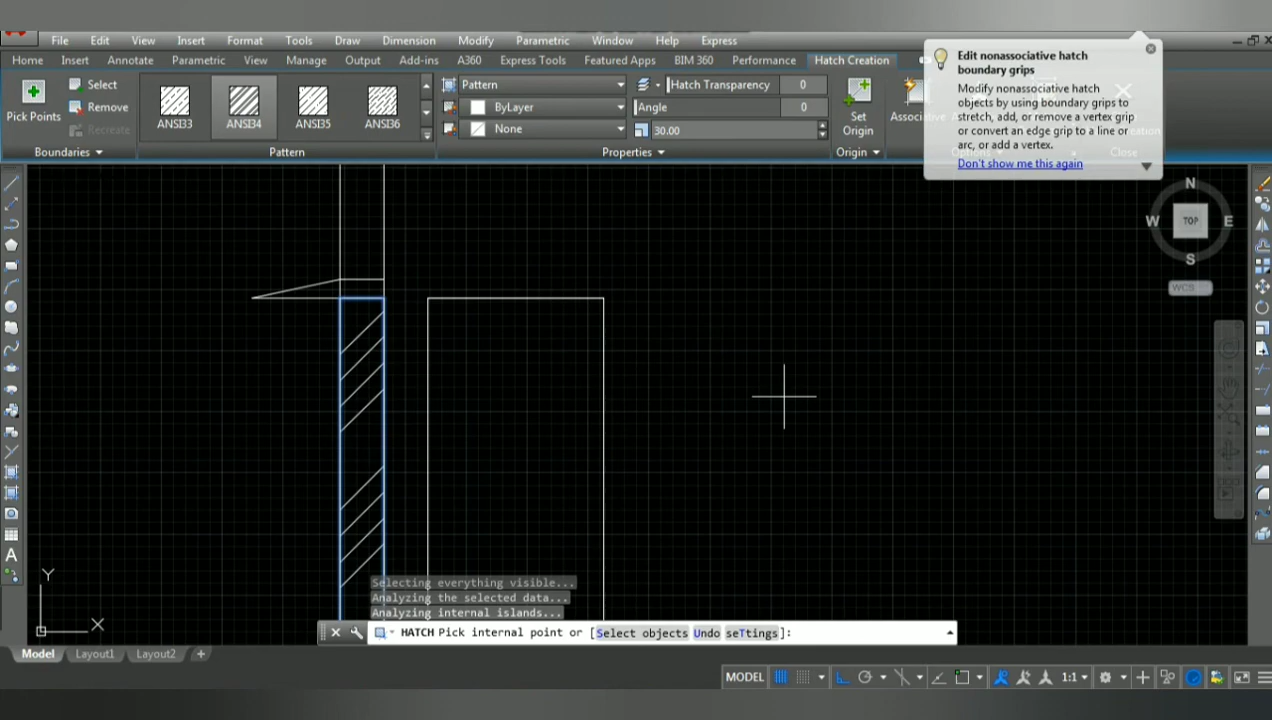 File Edit View Insert Format Tools Draw Dimension Modify Parametric Window Help Express
Home Insert Annotate Parametric View Manage Output Add-ins A360 Express Tools Featured Apps BIM 360 Performance Hatch Creation
Pick Points
Select
Remove
Recreate
Boundaries
ANSI33 ANSI34 ANSI35 ANSI36
Pattern
Pattern
ByLayer
None
Hatch Transparency 0
Angle 0
30.00
Properties
Set
Origin
Origin
Edit nonassociative hatch
boundary grips
Modify nonassociative hatch
objects by using boundary grips to
stretch, add, or remove a vertex grip
or convert an edge grip to a line or
arc, or add a vertex.
Don't show me this again
Close
N
W TOP E
S
WCS
Y
X
A
Selecting everything visible...
Analyzing the selected data...
Analyzing internal islands...
HATCH Pick internal point or [Select objects Undo seTtings]:
Model Layout1 Layout2 +
MODEL 1:1